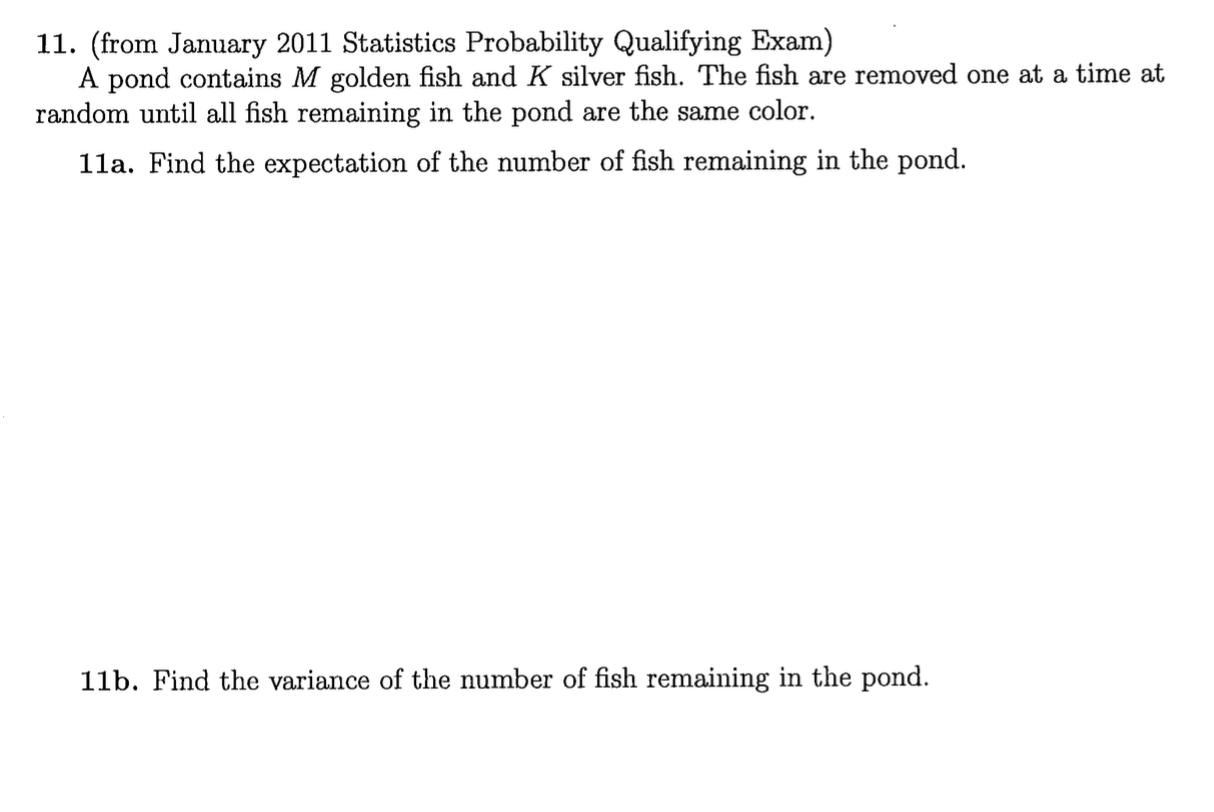 11. (from January 2011 Statistics Probability Qualifying Exam)
A pond contains M golden fish and K silver fish. The fish are removed one at a time at
random until all fish remaining in the pond are the same color.
11a. Find the expectation of the number of fish remaining in the pond.
11b. Find the variance of the number of fish remaining in the pond.